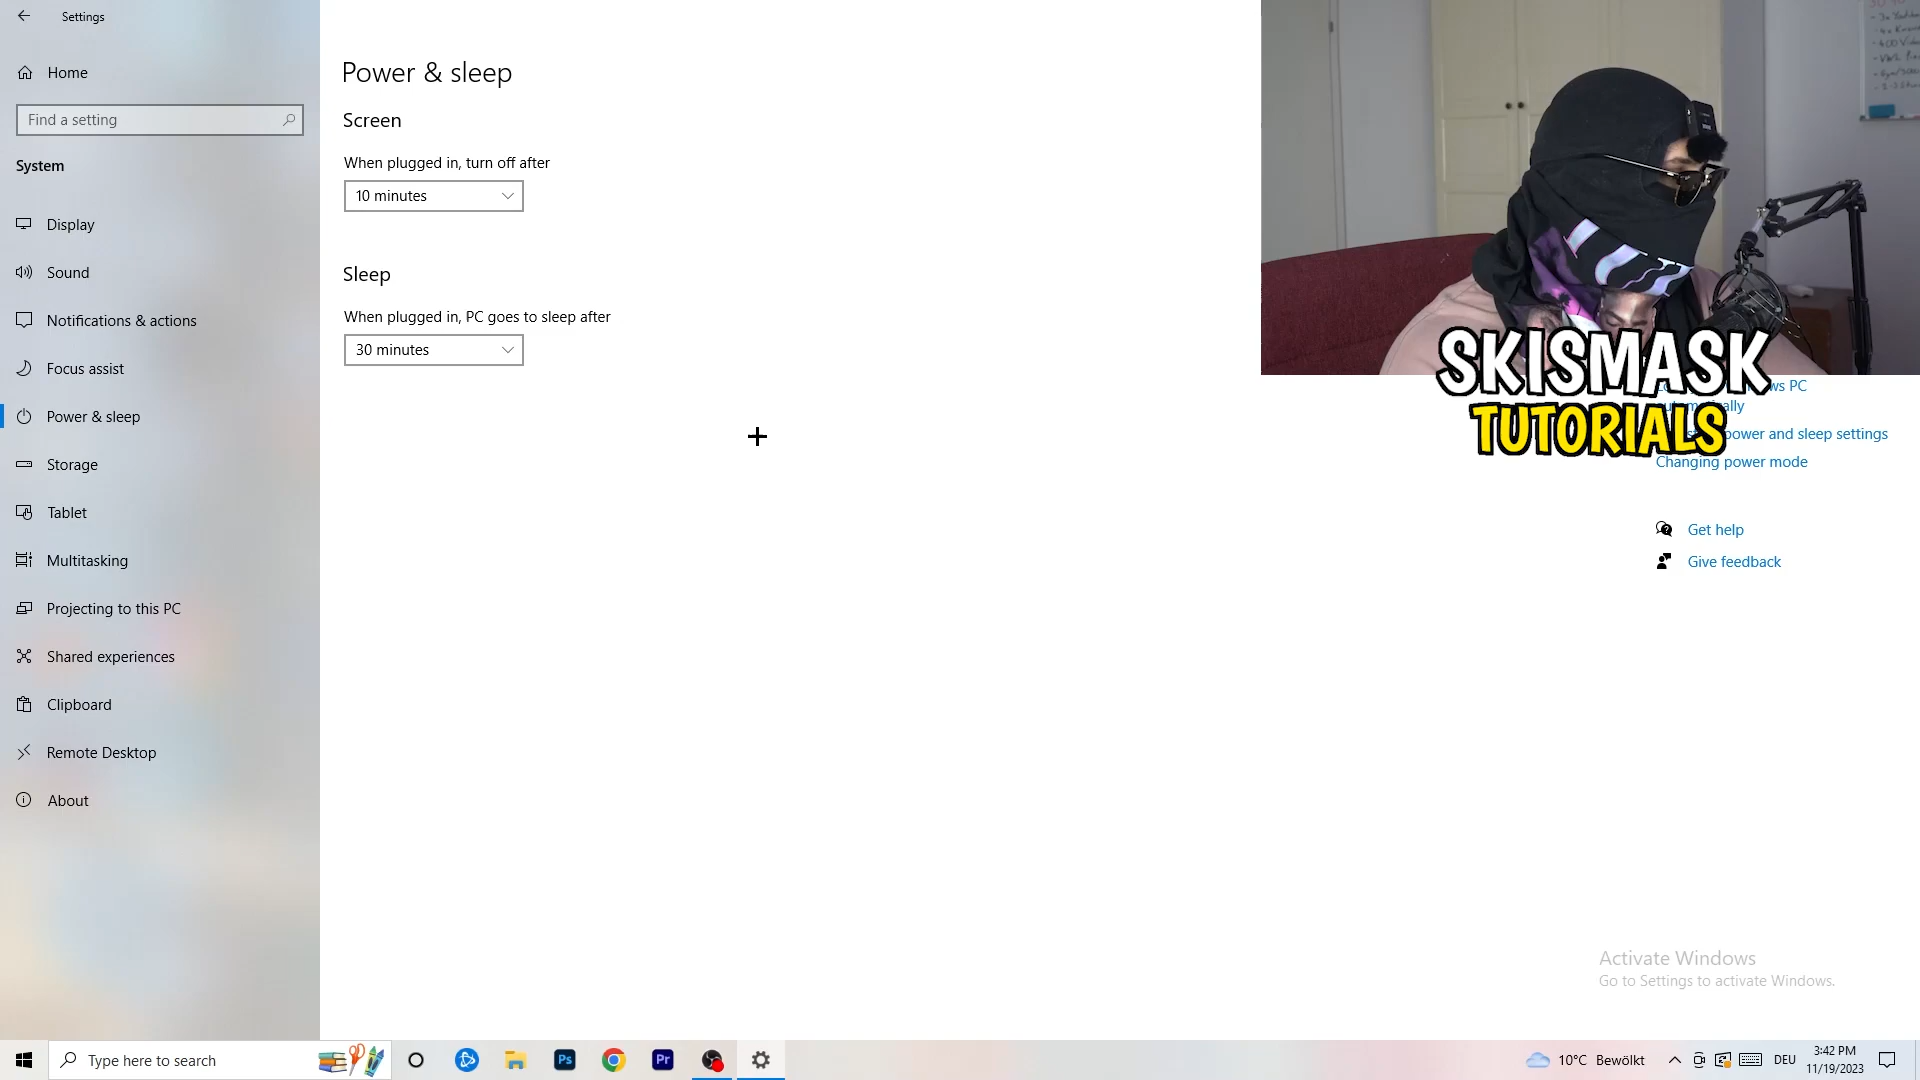 Settings
Home
Find a setting
System
Display
Sound
Notifications & actions
Focus assist
Power & sleep
Storage
Tablet
Multitasking
Projecting to this PC
Shared experiences
Clipboard
Remote Desktop
About
Power & sleep
Screen
When plugged in, turn off after
10 minutes
Sleep
When plugged in, PC goes to sleep after
30 minutes
SKISMASK
TUTORIALS
PC
power and sleep settings
Changing power mode
Get help
Give feedback
Activate Windows
Go to Settings to activate Windows.
Type here to search
Ps
Pr
10°C Bewölkt
DEU
3:42 PM
11/19/2023